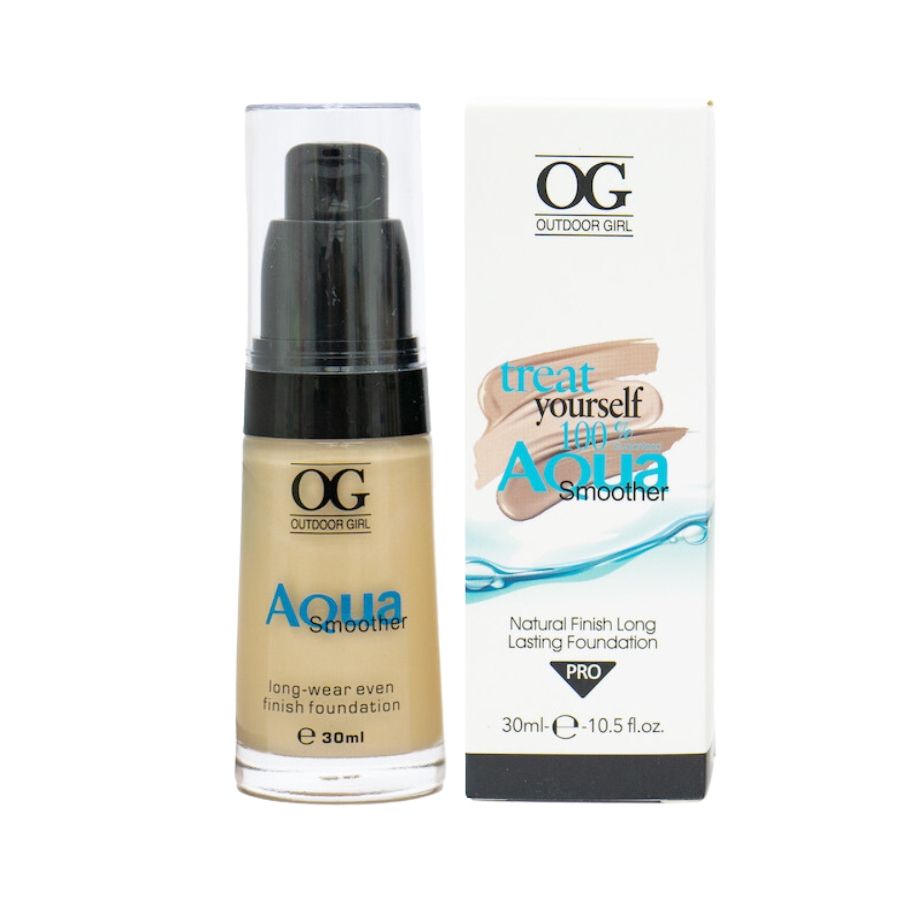 OG
OUTDOOR GIRL
Aqua
Smoother
long-wear even
finish foundation
℮ 30ml
OG
OUTDOOR GIRL
treat
yourself
100%
Aqua
Smoother
Natural Finish Long
Lasting Foundation
PRO
30ml-℮-10.5 fl.oz.